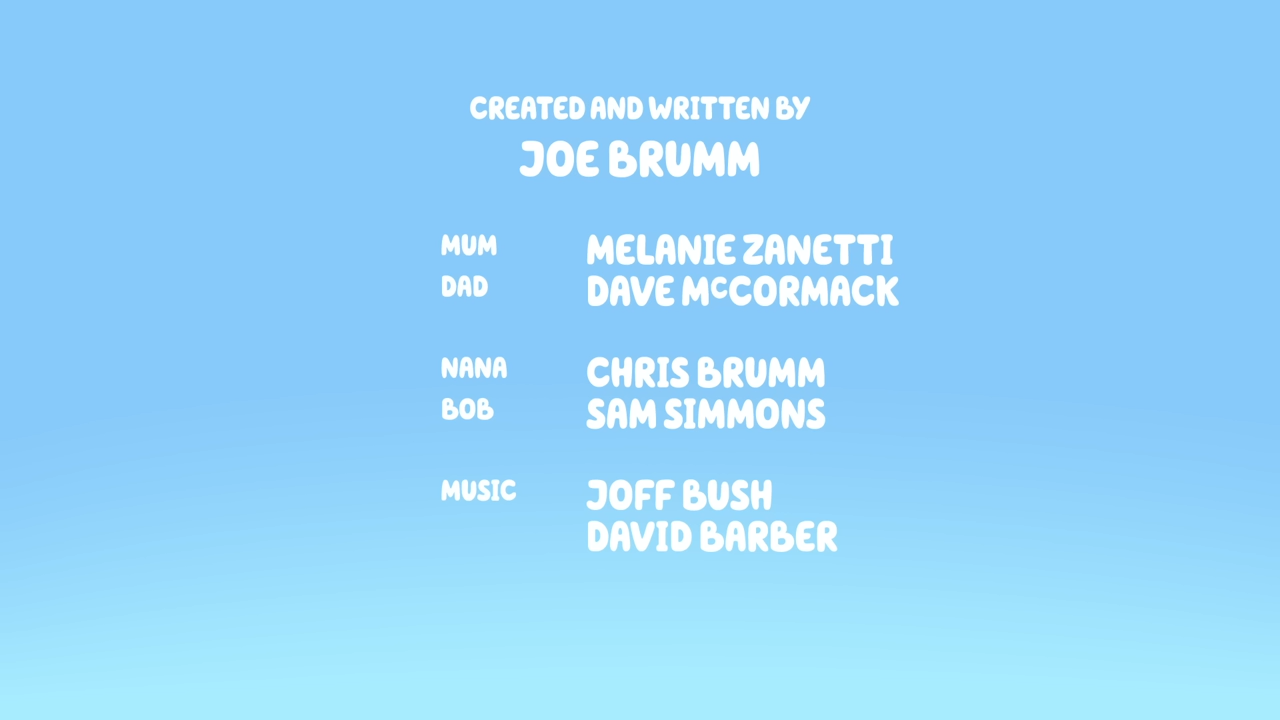 CREATED AND WRITTEN BY
JOE BRUMM
MUM MELANIE ZANETTI
DAD DAVE McCORMACK
NANA CHRIS BRUMM
BOB SAM SIMMONS
MUSIC JOFF BUSH
DAVID BARBER